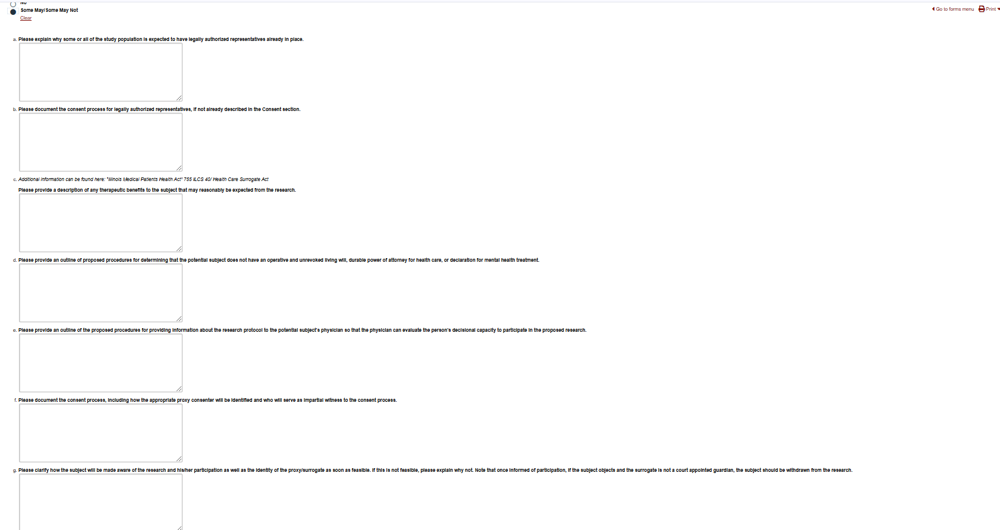 No
Some May/Some May Not
Go to forms menu Print
Clear
a. Please explain why some or all of the study population is expected to have legally authorized representatives already in place.
b. Please document the consent process for legally authorized representatives, if not already described in the Consent section.
c. Additional information can be found here: "Illinois Medical Patients Health Act" 755 ILCS 40/ Health Care Surrogate Act
Please provide a description of any therapeutic benefits to the subject that may reasonably be expected from the research.
d. Please provide an outline of proposed procedures for determining that the potential subject does not have an operative and unrevoked living will, durable power of attorney for health care, or declaration for mental health treatment.
e. Please provide an outline of the proposed procedures for providing information about the research protocol to the potential subject's physician so that the physician can evaluate the person's decisional capacity to participate in the proposed research.
f. Please document the consent process, including how the appropriate proxy consenter will be identified and who will serve as impartial witness to the consent process.
g. Please clarify how the subject will be made aware of the research and his/her participation as well as the identity of the proxy/surrogate as soon as feasible. If this is not feasible, please explain why not. Note that once informed of participation, if the subject objects and the surrogate is not a court appointed guardian, the subject should be withdrawn from the research.